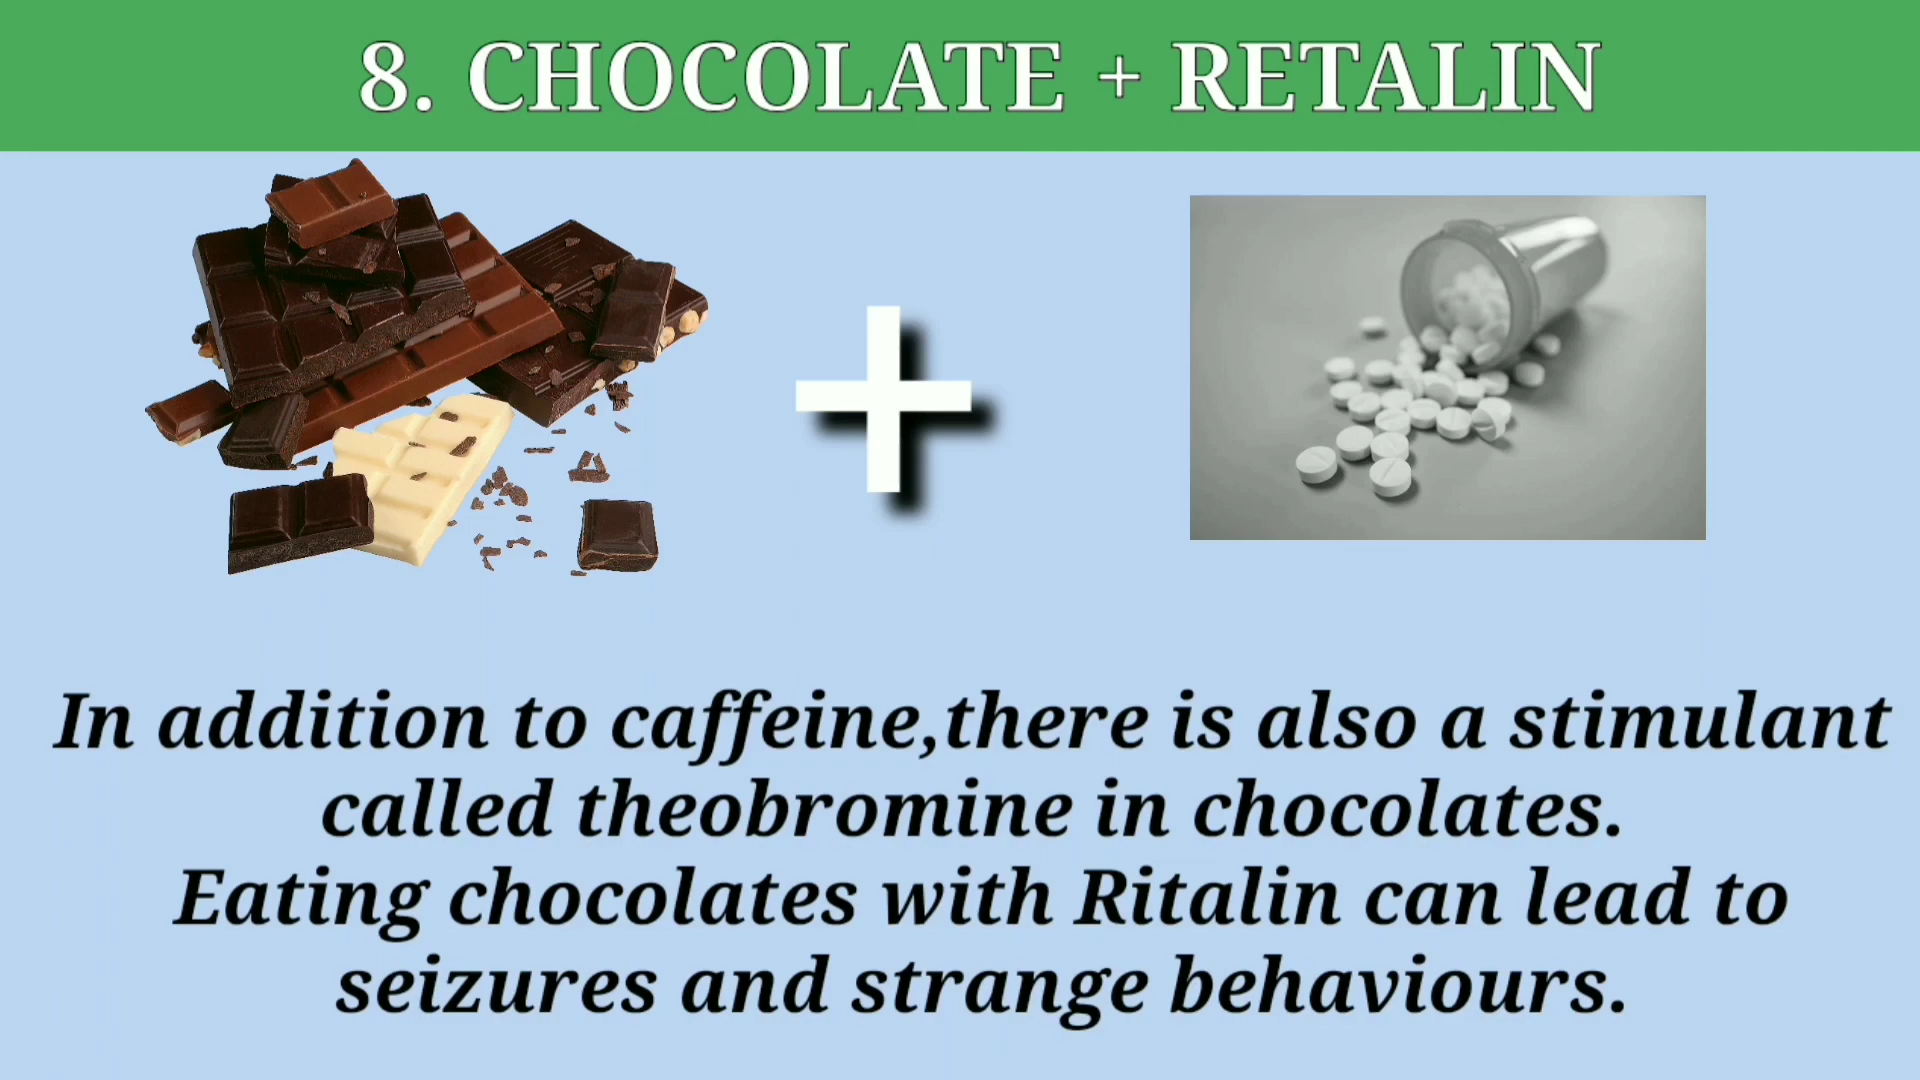 8. CHOCOLATE + RETALIN
In addition to caffeine,there is also a stimulant
called theobromine in chocolates.
Eating chocolates with Ritalin can lead to
seizures and strange behaviours.